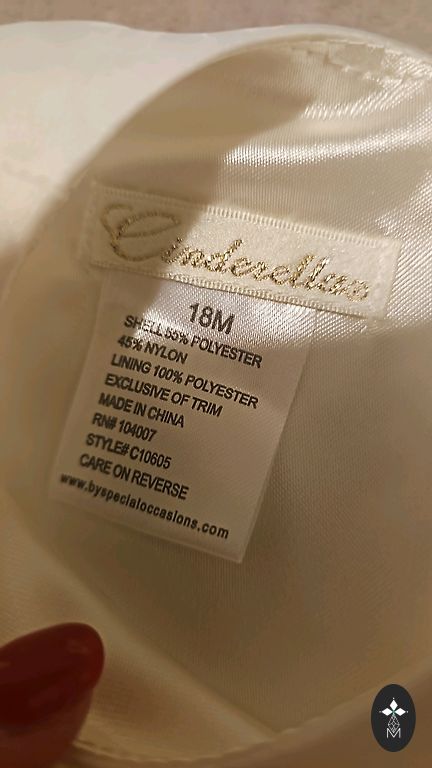 Cinderellas
18M
SHELL 55% POLYESTER
45% NYLON
LINING 100% POLYESTER
EXCLUSIVE OF TRIM
MADE IN CHINA
RN# 104007
STYLE# C10605
CARE ON REVERSE
www.byspecialoccasions.com